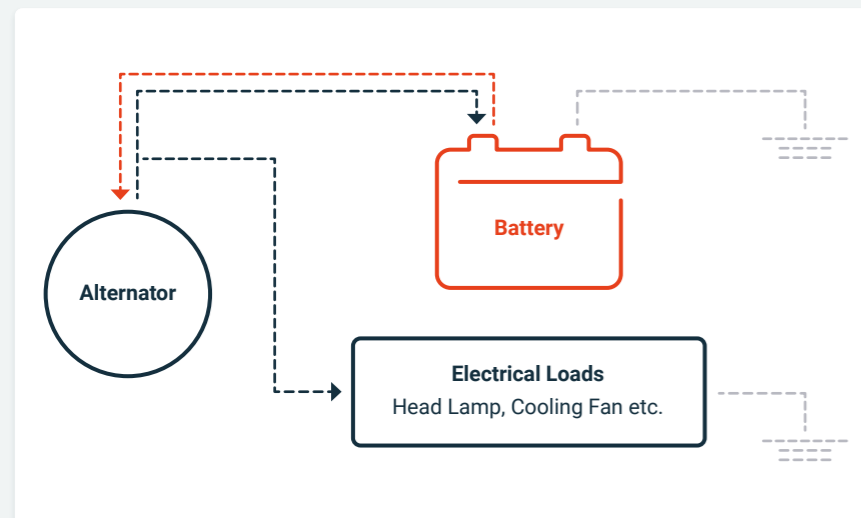 Battery
Alternator
Electrical Loads
Head Lamp, Cooling Fan etc.